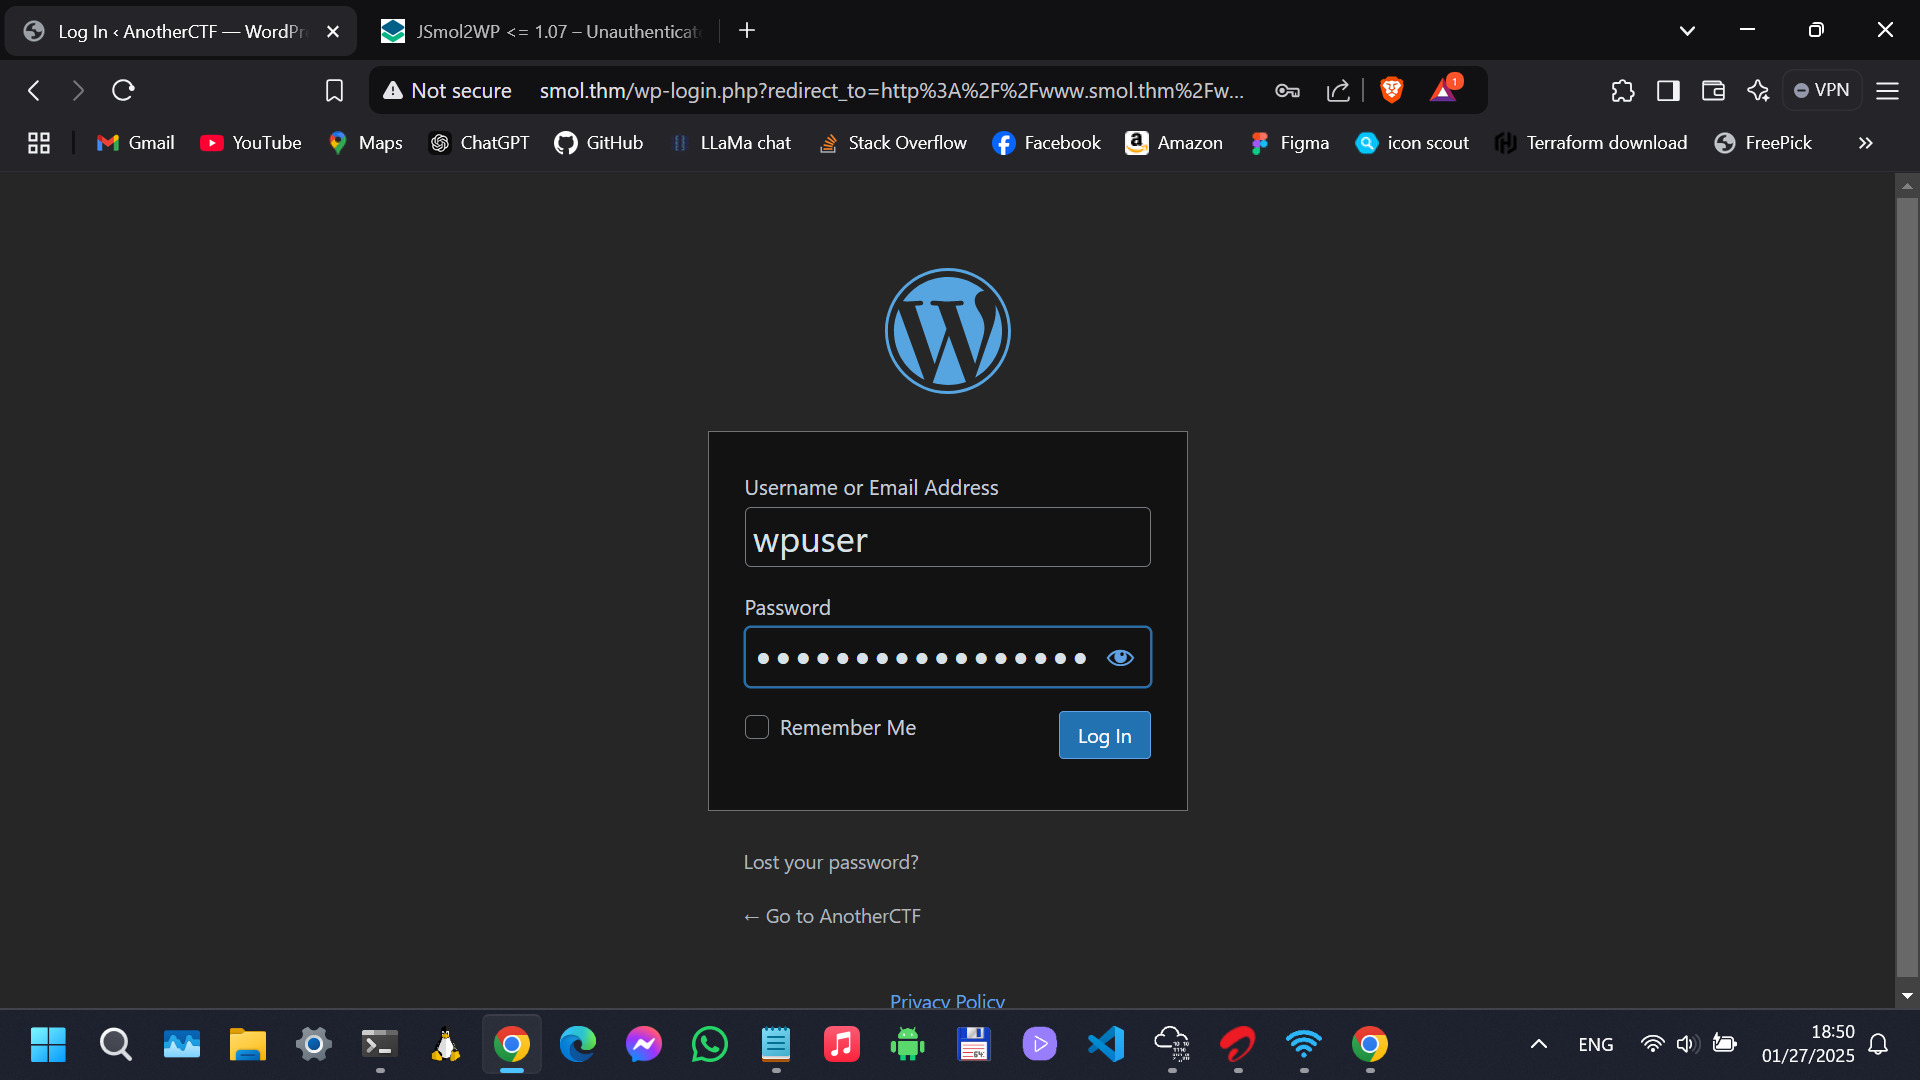 Log In ‹ AnotherCTF — WordPr
JSmol2WP <= 1.07 – Unauthenticat
Not secure smol.thm/wp-login.php?redirect_to=http%3A%2F%2Fwww.smol.thm%2Fw...
1
VPN
Gmail YouTube Maps ChatGPT GitHub LLaMa chat Stack Overflow Facebook Amazon Figma icon scout Terraform download FreePick
Username or Email Address
wpuser
Password
Remember Me
Log In
Lost your password?
← Go to AnotherCTF
Privacy Policy
ENG
18:50
01/27/2025